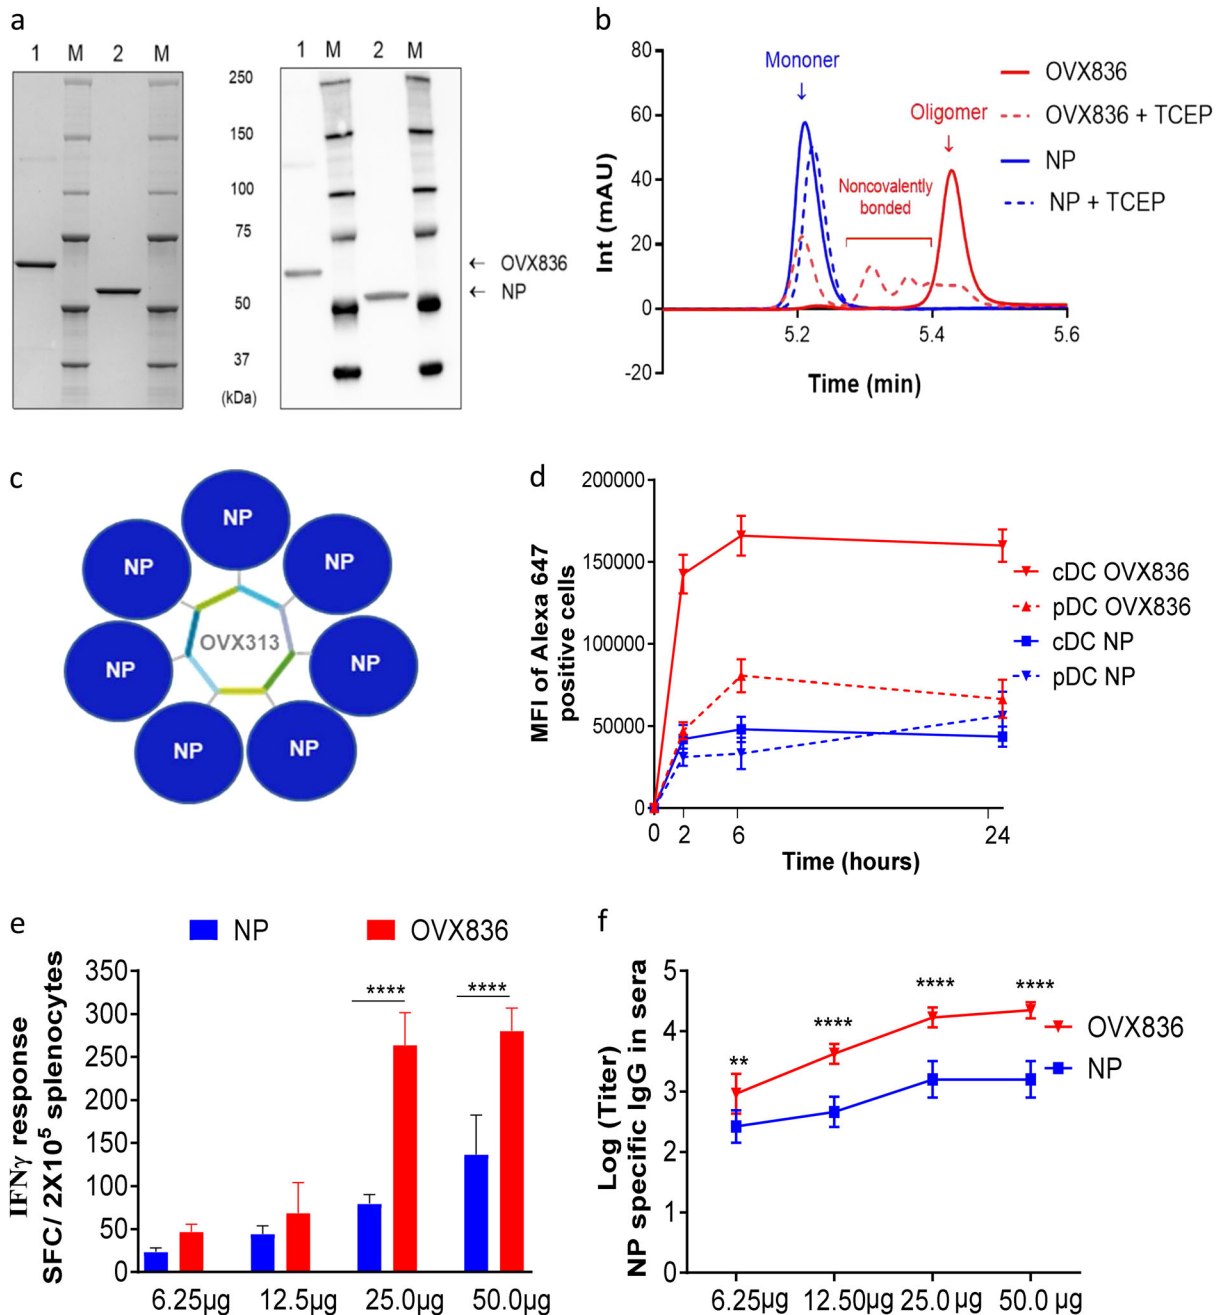 a
1 M 2 M
1 M 2 M
250
150
100
75
50
37
(kDa)
← OVX836
← NP
b
Int (mAU)
80
60
40
20
0
-20
5.2 5.4 5.6
Time (min)
Mononer
↓
Oligomer
↓
Noncovalently
bonded
OVX836
OVX836 + TCEP
NP
NP + TCEP
c
NP
NP
NP
NP
NP
NP
NP
OVX313
d
MFI of Alexa 647
positive cells
200000
150000
100000
50000
0
0 2 6 24
Time (hours)
cDC OVX836
pDC OVX836
cDC NP
pDC NP
e
NP OVX836
IFNγ response
SFC/ 2X10⁵ splenocytes
350
300
250
200
150
100
50
0
**** ****
6.25µg 12.5µg 25.0µg 50.0µg
f
Log (Titer)
NP specific IgG in sera
5
4
3
2
1
0
** **** **** ****
OVX836
NP
6.25µg 12.50µg 25.0µg 50.0µg